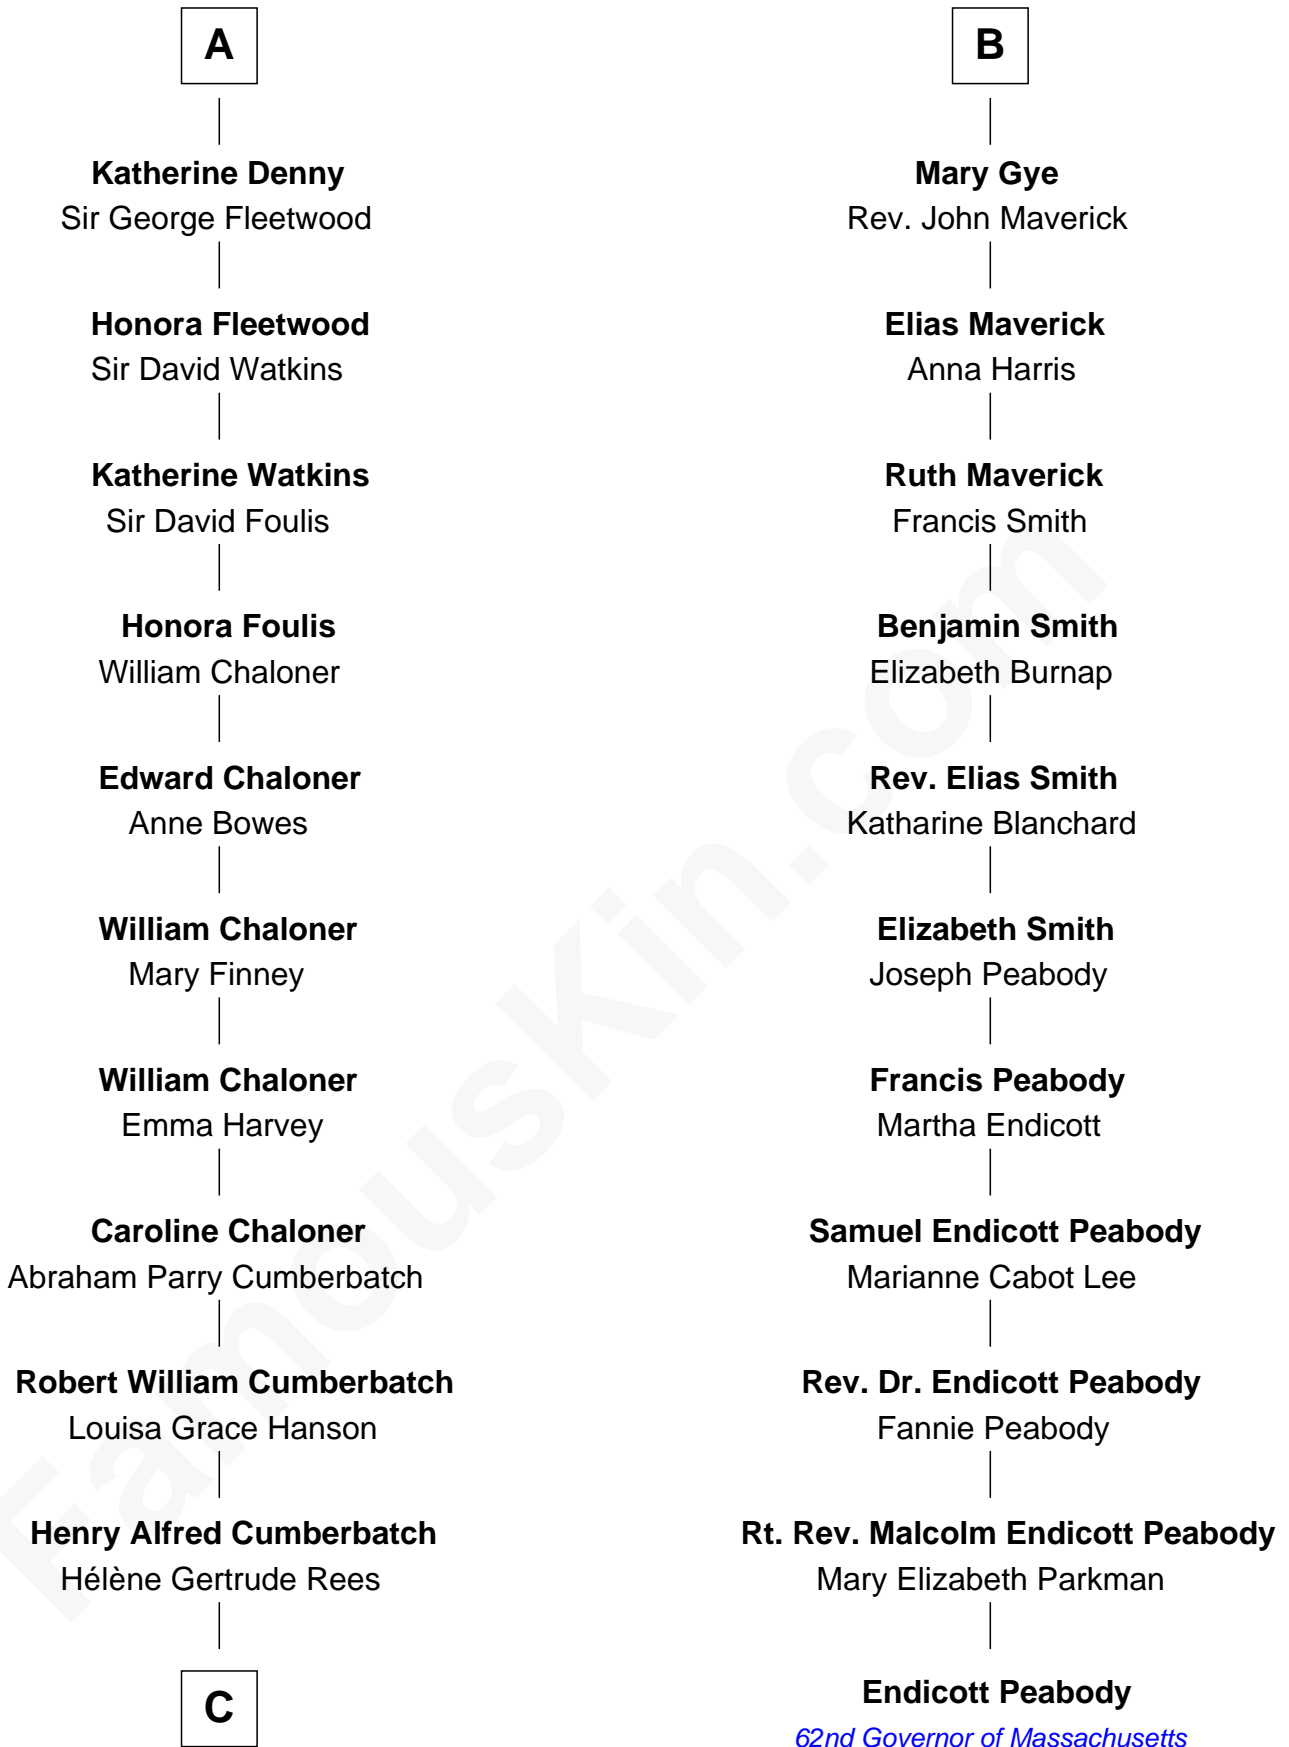 A
Katherine Denny
Sir George Fleetwood
Honora Fleetwood
Sir David Watkins
Katherine Watkins
Sir David Foulis
Honora Foulis
William Chaloner
Edward Chaloner
Anne Bowes
William Chaloner
Mary Finney
William Chaloner
Emma Harvey
Caroline Chaloner
Abraham Parry Cumberbatch
Robert William Cumberbatch
Louisa Grace Hanson
Henry Alfred Cumberbatch
Hélène Gertrude Rees
C
B
Mary Gye
Rev. John Maverick
Elias Maverick
Anna Harris
Ruth Maverick
Francis Smith
Benjamin Smith
Elizabeth Burnap
Rev. Elias Smith
Katharine Blanchard
Elizabeth Smith
Joseph Peabody
Francis Peabody
Martha Endicott
Samuel Endicott Peabody
Marianne Cabot Lee
Rev. Dr. Endicott Peabody
Fannie Peabody
Rt. Rev. Malcolm Endicott Peabody
Mary Elizabeth Parkman
Endicott Peabody
62nd Governor of Massachusetts
FamousKin.com